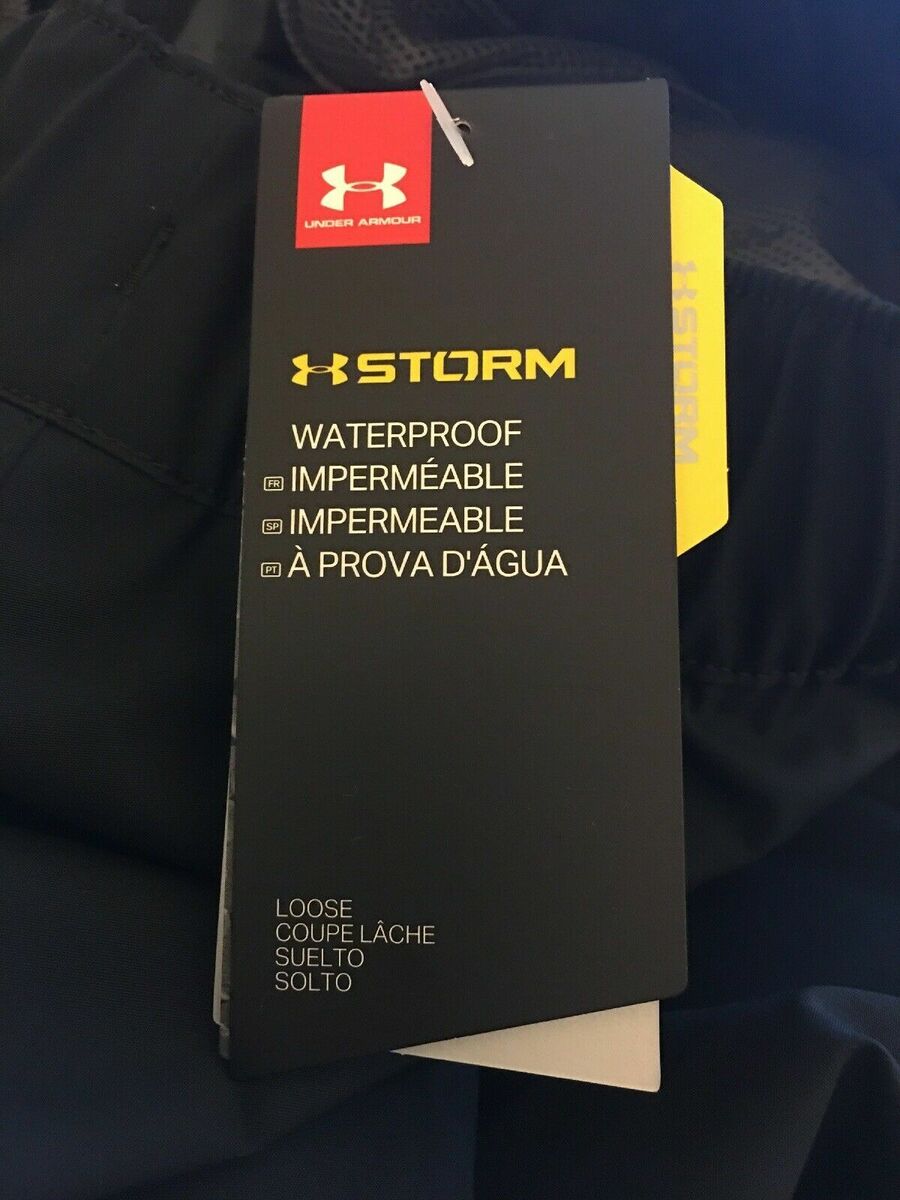 UNDER ARMOUR
STORM
STORM
WATERPROOF
FR IMPERMÉABLE
SP IMPERMEABLE
PT À PROVA D'ÁGUA
LOOSE
COUPE LÂCHE
SUELTO
SOLTO